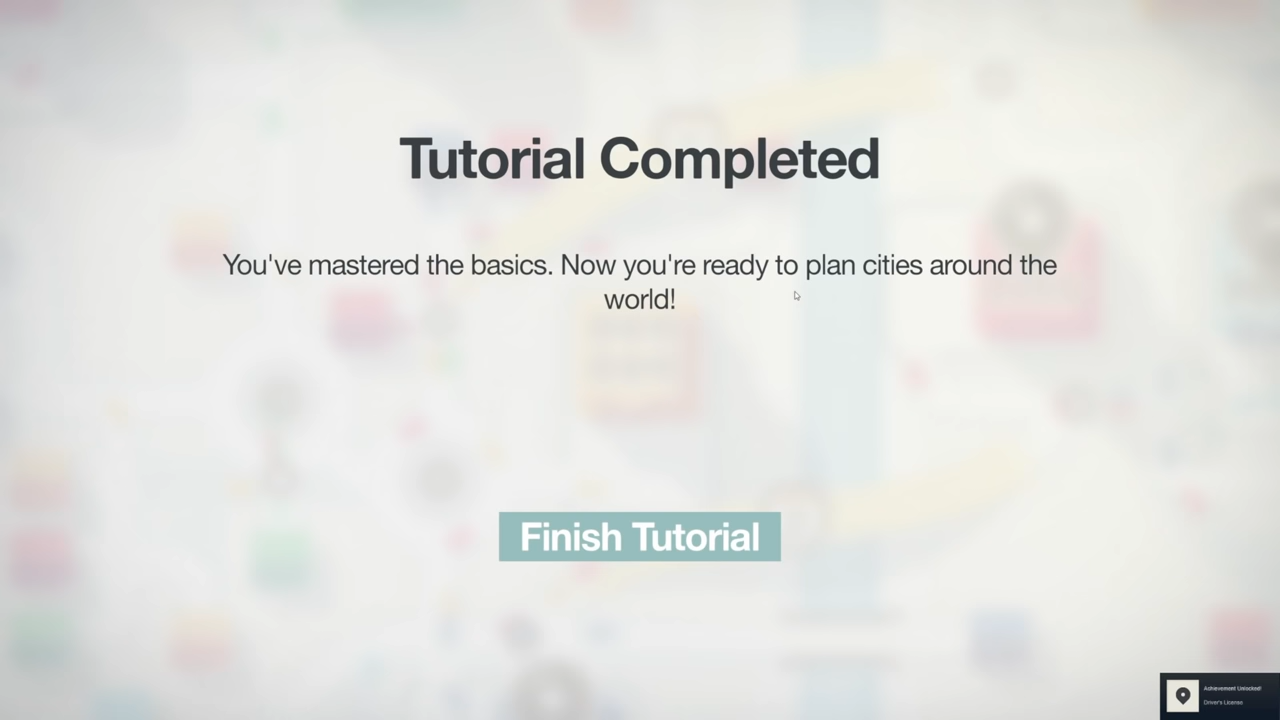 Tutorial Completed
You've mastered the basics. Now you're ready to plan cities around the
world!
Finish Tutorial
Achievement Unlocked!
Driver's License